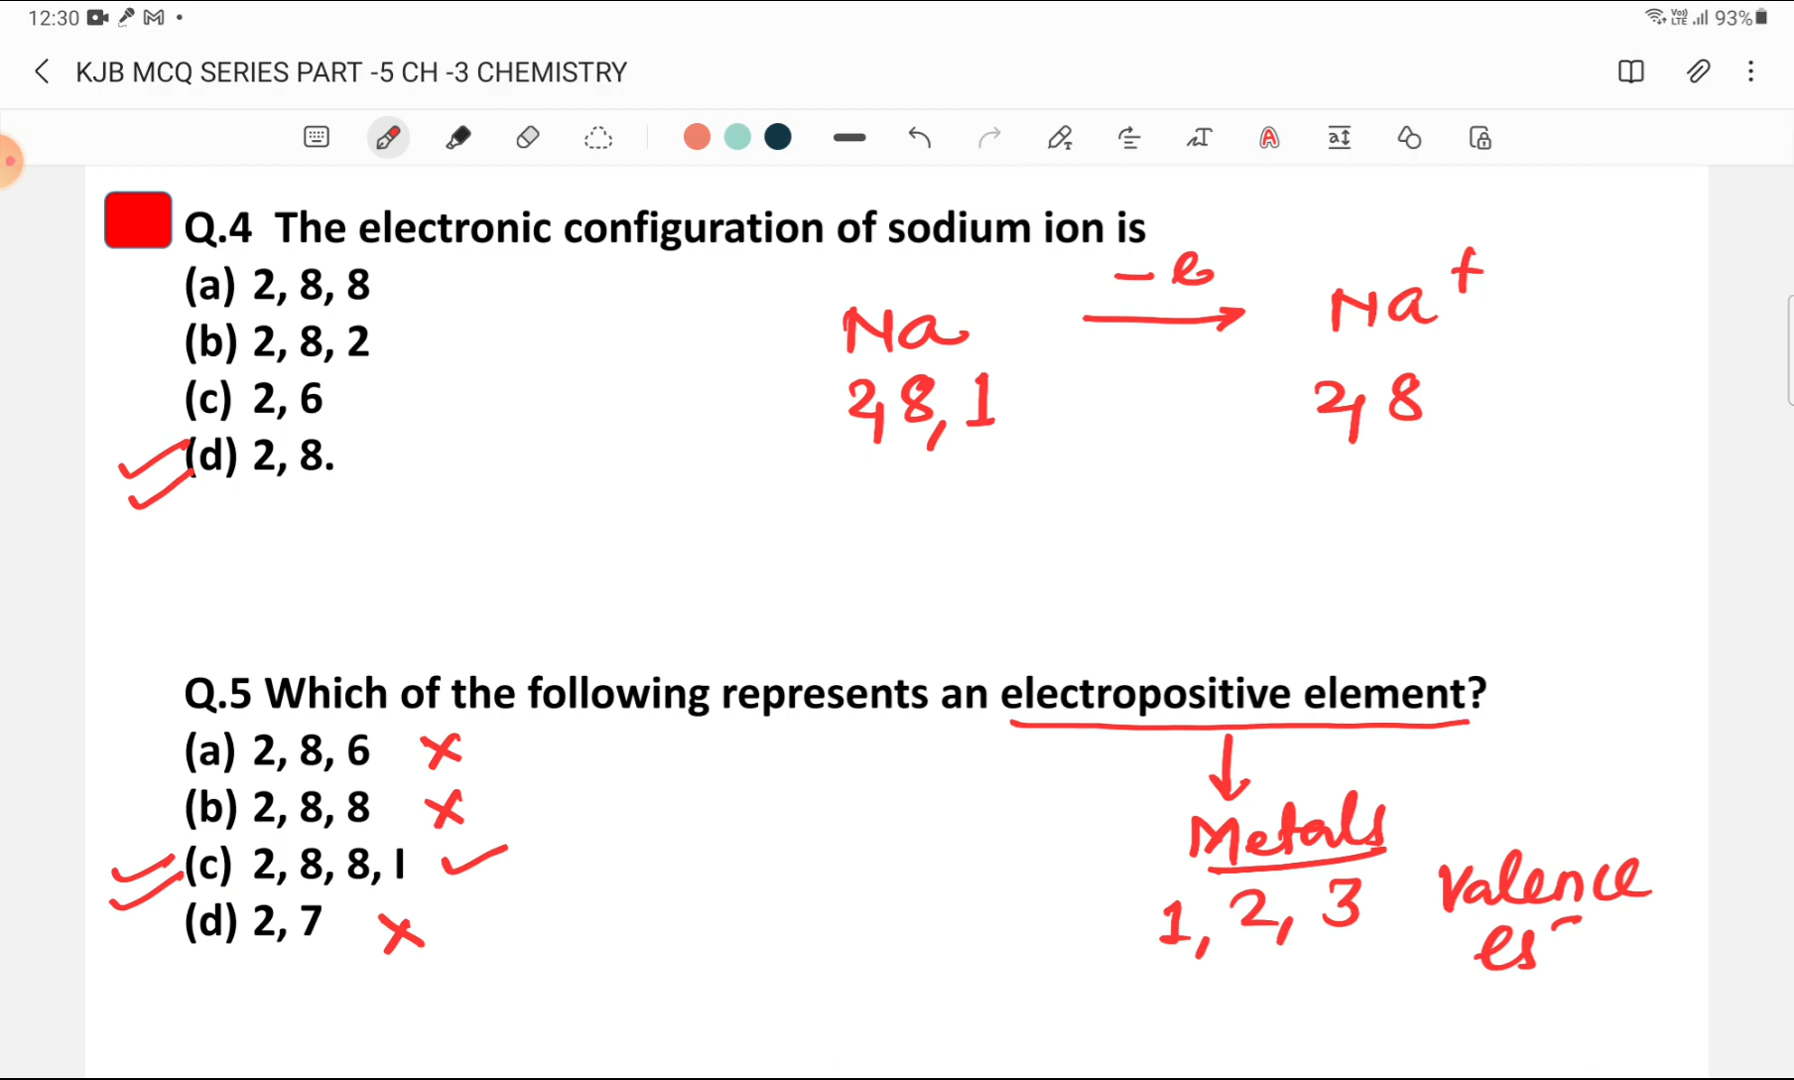 12:30
VoLTE 93%
KJB MCQ SERIES PART -5 CH -3 CHEMISTRY
Q.4 The electronic configuration of sodium ion is
(a) 2, 8, 8
(b) 2, 8, 2
(c) 2, 6
(d) 2, 8.
Na - e Na+
2,8,1 2,8
Q.5 Which of the following represents an electropositive element?
(a) 2, 8, 6
(b) 2, 8, 8
(c) 2, 8, 8, I
(d) 2, 7
Metals
1, 2, 3 Valence
es-